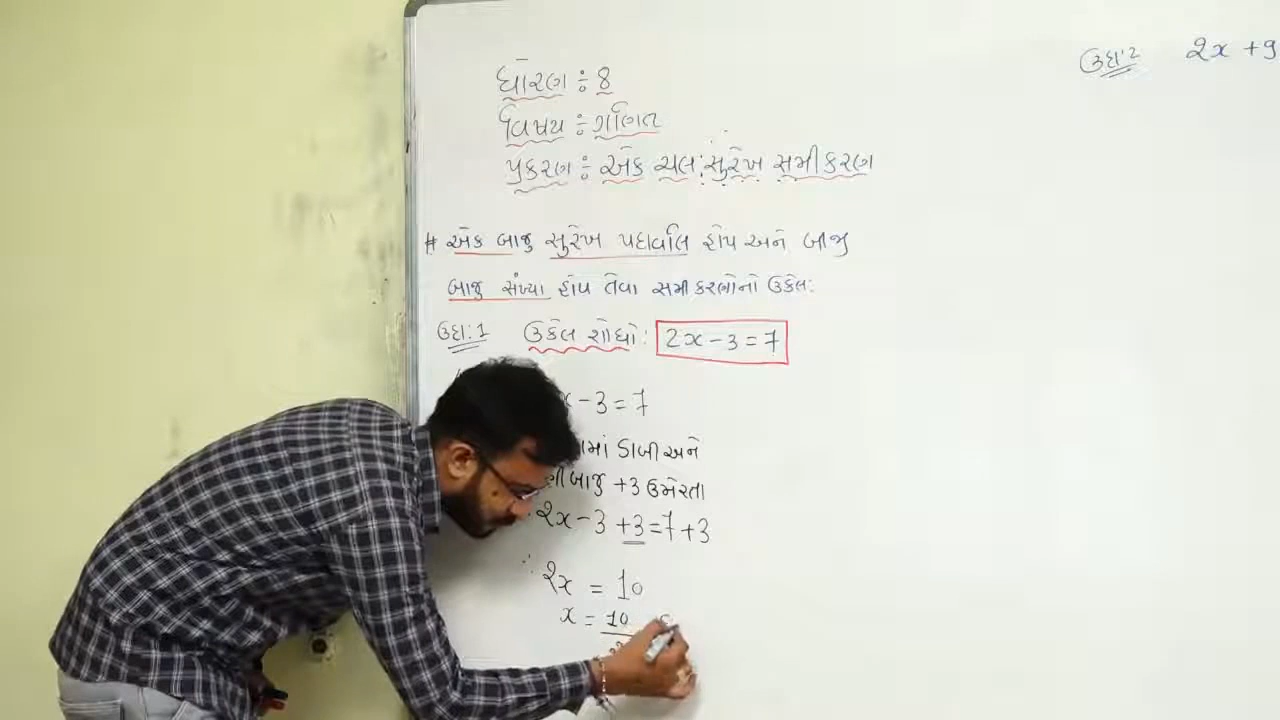 ધોરણ ÷ 8
વિષય ÷ ગણિત
પ્રકરણ ÷ એક ચલ સુરેખ સમીકરણ
# એક બાજુ સુરેખ પદાવલિ હોય અને બીજી
બાજુ સંખ્યા હોય તેવા સમીકરણોનો ઉકેલ:
ઉદા:1 ઉકેલ શોધો: 2x-3=7
x-3=7
ડાબી અને
બાજુ +3 ઉમેરતા
2x-3+3=7+3
∴ 2x = 10
x = 10
ઉદા:2 2x +9